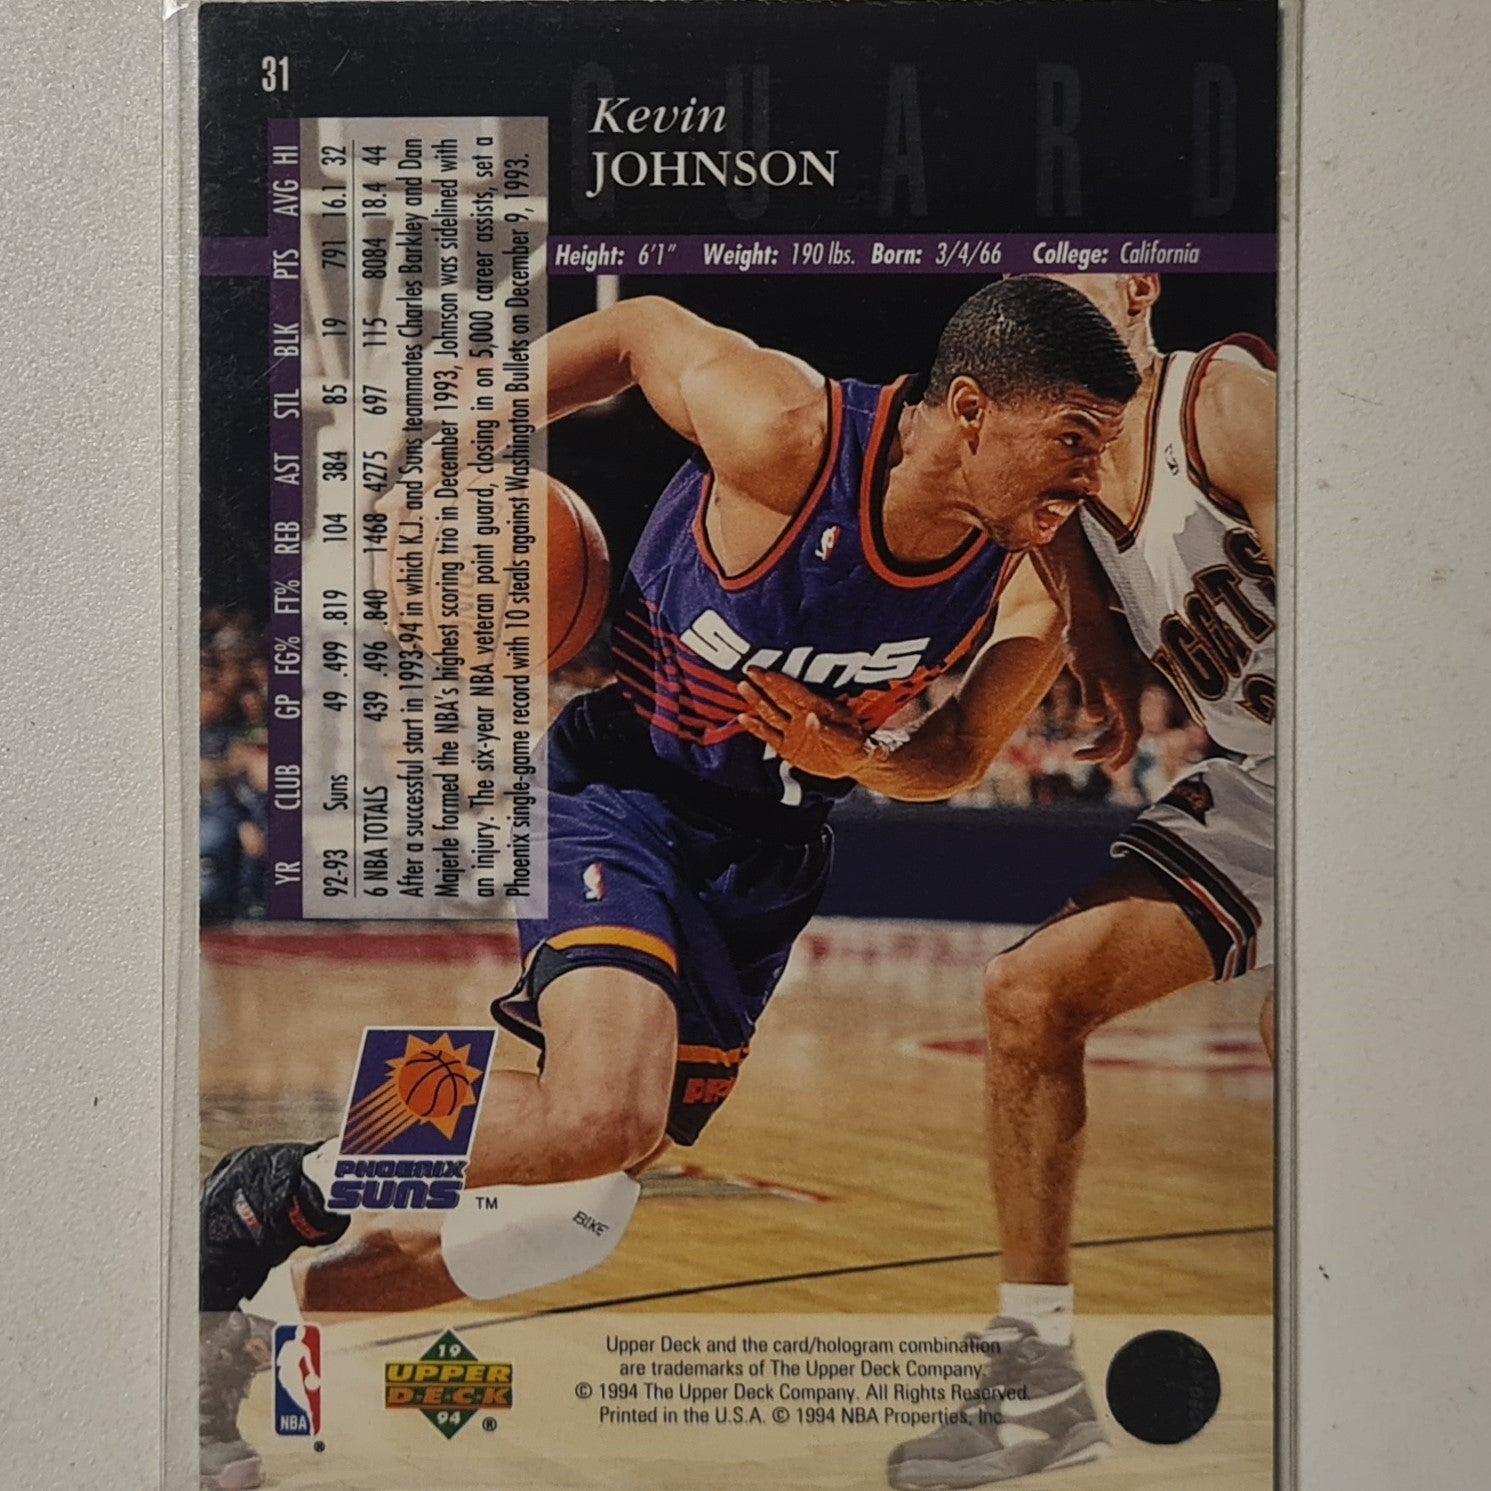 31
GUARD
Kevin
JOHNSON
Height: 6'1" Weight: 190 lbs. Born: 3/4/66 College: California
YR CLUB GP FG% FT% REB AST STL BLK PTS AVG HI
92-93 Suns 49 .499 .819 104 384 85 19 791 16.1 32
6 NBA TOTALS 439 .496 .840 1468 4275 697 115 8084 18.4 44
After a successful start in 1993-94 in which K.J. and Suns teammates Charles Barkley and Dan
Majerle formed the NBA's highest scoring trio in December 1993, Johnson was sidelined with
an injury. The six-year NBA veteran point guard, closing in on 5,000 career assists, set a
Phoenix single-game record with 10 steals against Washington Bullets on December 9, 1993.
Suns
PHOENIX
SUNS ™
BIKE
NBA ®
19
UPPER
DECK
94 ®
Upper Deck and the card/hologram combination
are trademarks of The Upper Deck Company.
© 1994 The Upper Deck Company. All Rights Reserved.
Printed in the U.S.A. © 1994 NBA Properties, Inc.